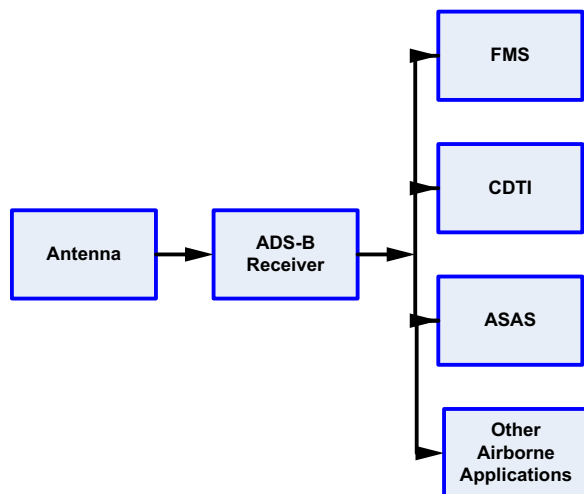 FMS
CDTI
Antenna
ADS-B
Receiver
ASAS
Other
Airborne
Applications